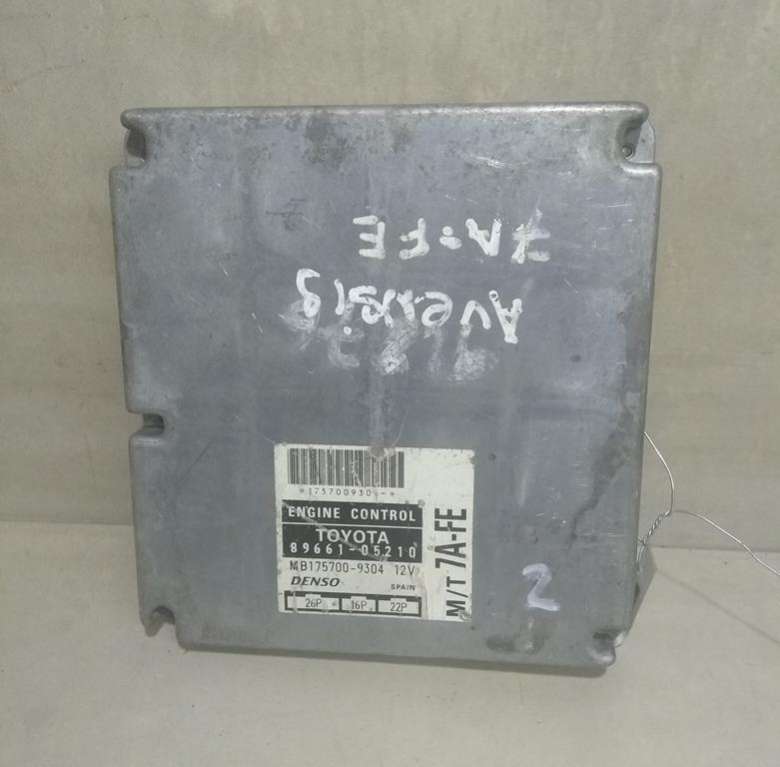 7A-FE
Avensis
*175700930-*
ENGINE CONTROL
TOYOTA
89661-05210
MB175700-9304 12V
DENSO SPAIN
26P 16P 22P
M/T 7A-FE
2